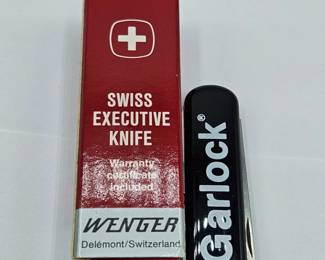 SWISS
EXECUTIVE
KNIFE
Warranty
certificate
included
WENGER
Delémont/Switzerland
Garlock®